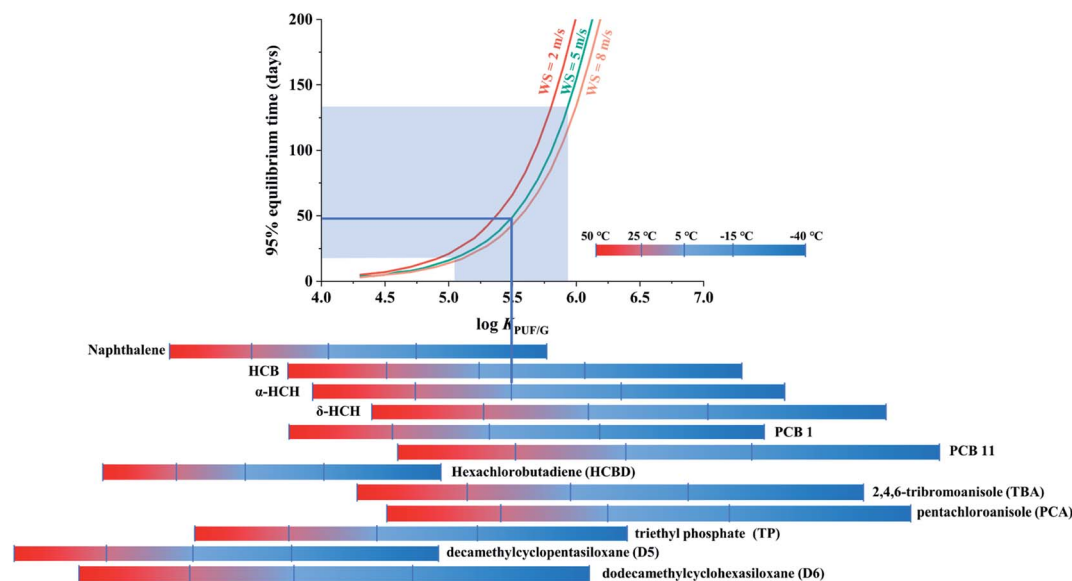 200
150
100
50
0
95% equilibrium time (days)
WS = 2 m/s
WS = 5 m/s
WS = 8 m/s
4.0 4.5 5.0 5.5 6.0 6.5 7.0
log K PUF/G
50 °C 25 °C 5 °C -15 °C -40 °C
Naphthalene
HCB
α-HCH
δ-HCH
PCB 1
PCB 11
Hexachlorobutadiene (HCBD)
2,4,6-tribromoanisole (TBA)
pentachloroanisole (PCA)
triethyl phosphate (TP)
decamethylcyclopentasiloxane (D5)
dodecamethylcyclohexasiloxane (D6)